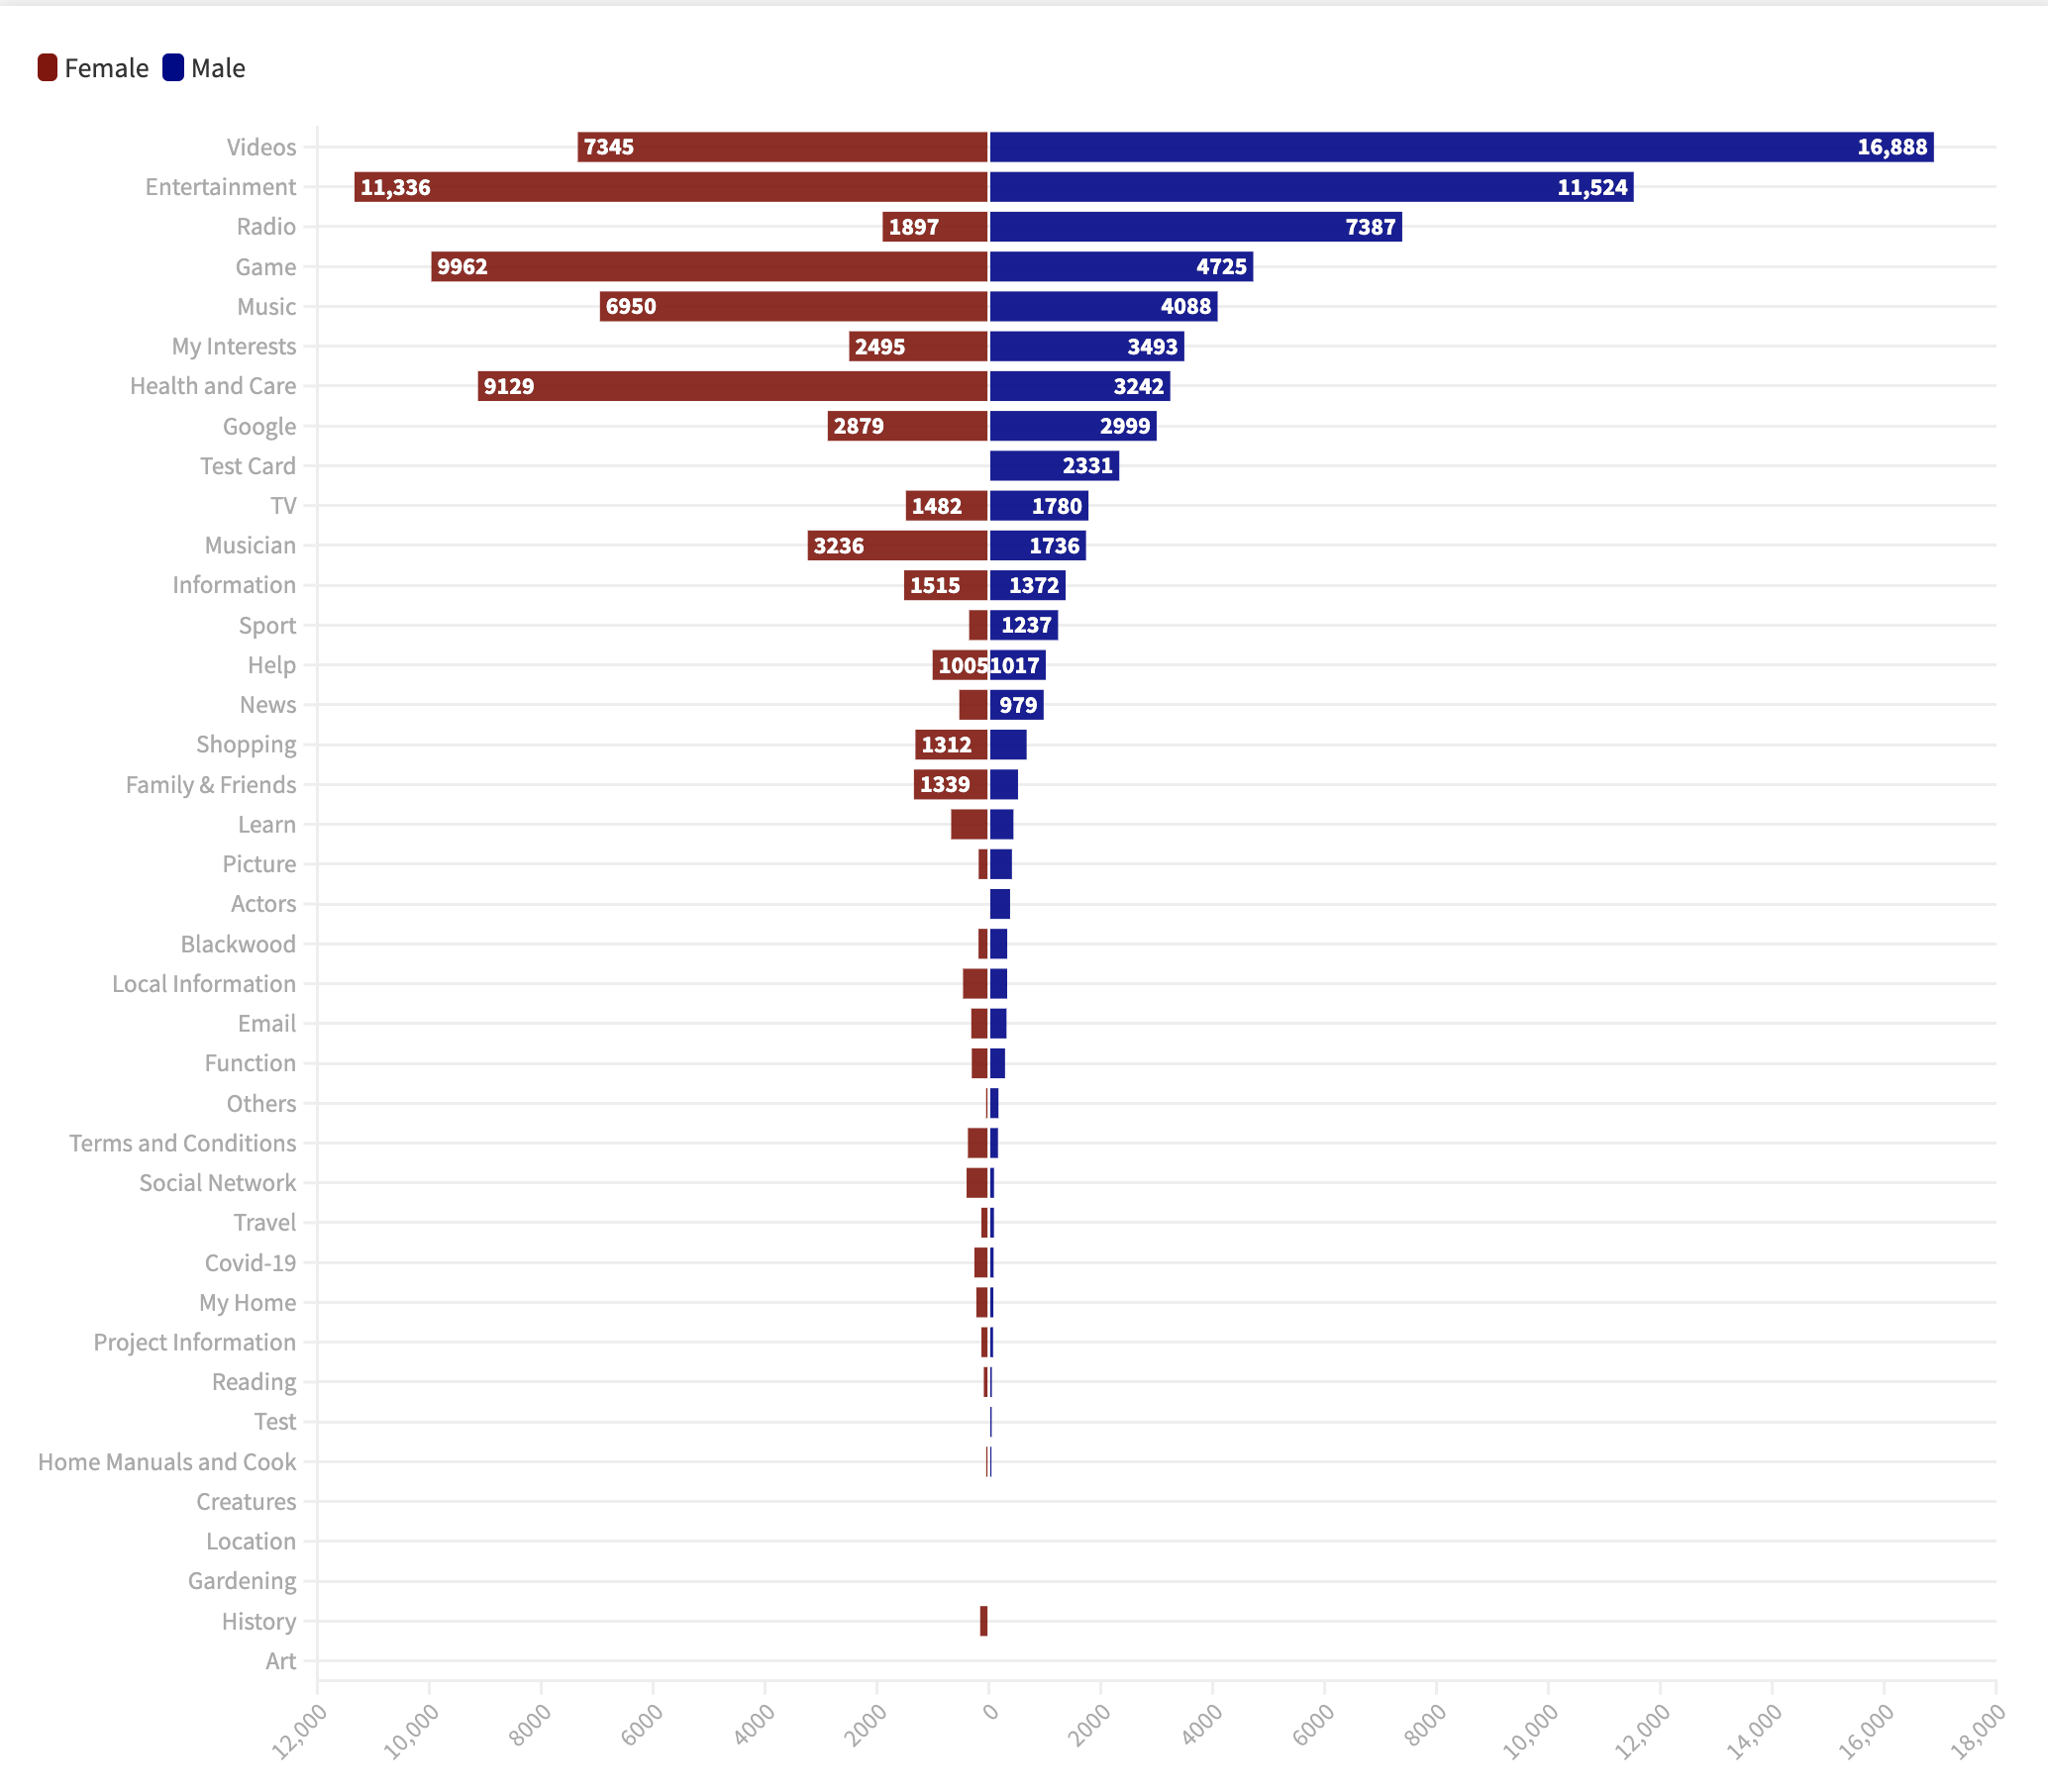 Female Male
Videos 7345 16,888
Entertainment 11,336 11,524
Radio 1897 7387
Game 9962 4725
Music 6950 4088
My Interests 2495 3493
Health and Care 9129 3242
Google 2879 2999
Test Card 2331
TV 1482 1780
Musician 3236 1736
Information 1515 1372
Sport 1237
Help 1005 1017
News 979
Shopping 1312
Family & Friends 1339
Learn
Picture
Actors
Blackwood
Local Information
Email
Function
Others
Terms and Conditions
Social Network
Travel
Covid-19
My Home
Project Information
Reading
Test
Home Manuals and Cook
Creatures
Location
Gardening
History
Art
12,000 10,000 8000 6000 4000 2000 0 2000 4000 6000 8000 10,000 12,000 14,000 16,000 18,000